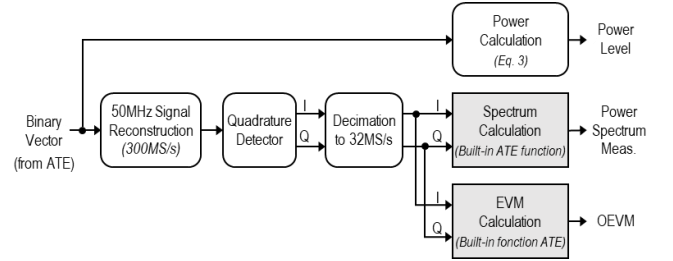 Power
Calculation
(Eq. 3)
Power
Level
Binary
Vector
(from ATE)
50MHz Signal
Reconstruction
(300MS/s)
Quadrature
Detector
I
Q
Decimation
to 32MS/s
I
Q
Spectrum
Calculation
(Built-in ATE function)
Power
Spectrum
Meas.
I
Q
EVM
Calculation
(Built-in fonction ATE)
OEVM